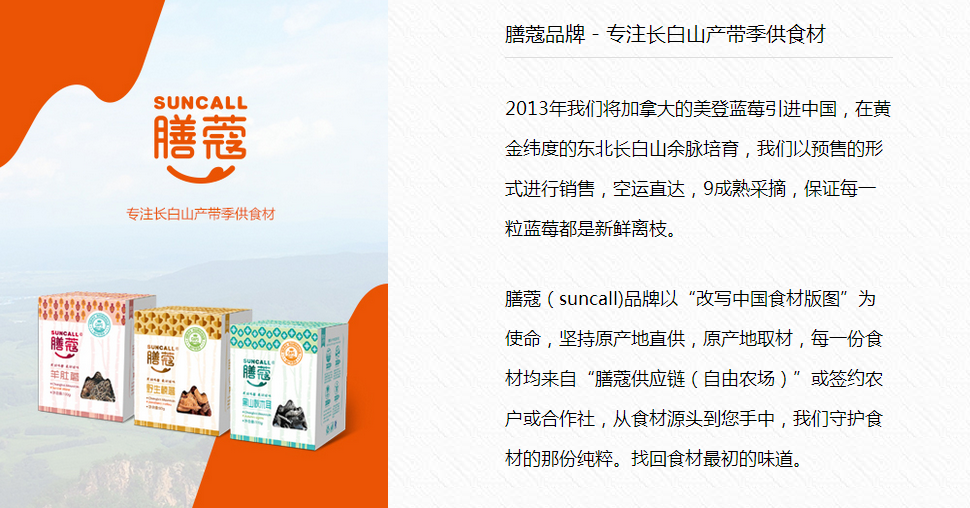 SUNCALL
膳蔻
专注长白山产带季供食材
SUNCALL
膳蔻
羊肚菌
SUNCALL
膳蔻
SUNCALL
膳蔻
膳蔻品牌 - 专注长白山产带季供食材
2013年我们将加拿大的美登蓝莓引进中国，在黄
金纬度的东北长白山余脉培育，我们以预售的形
式进行销售，空运直达，9成熟采摘，保证每一
粒蓝莓都是新鲜离枝。
膳蔻（suncall)品牌以“改写中国食材版图”为
使命，坚持原产地直供，原产地取材，每一份食
材均来自“膳蔻供应链（自由农场）”或签约农
户或合作社，从食材源头到您手中，我们守护食
材的那份纯粹。找回食材最初的味道。